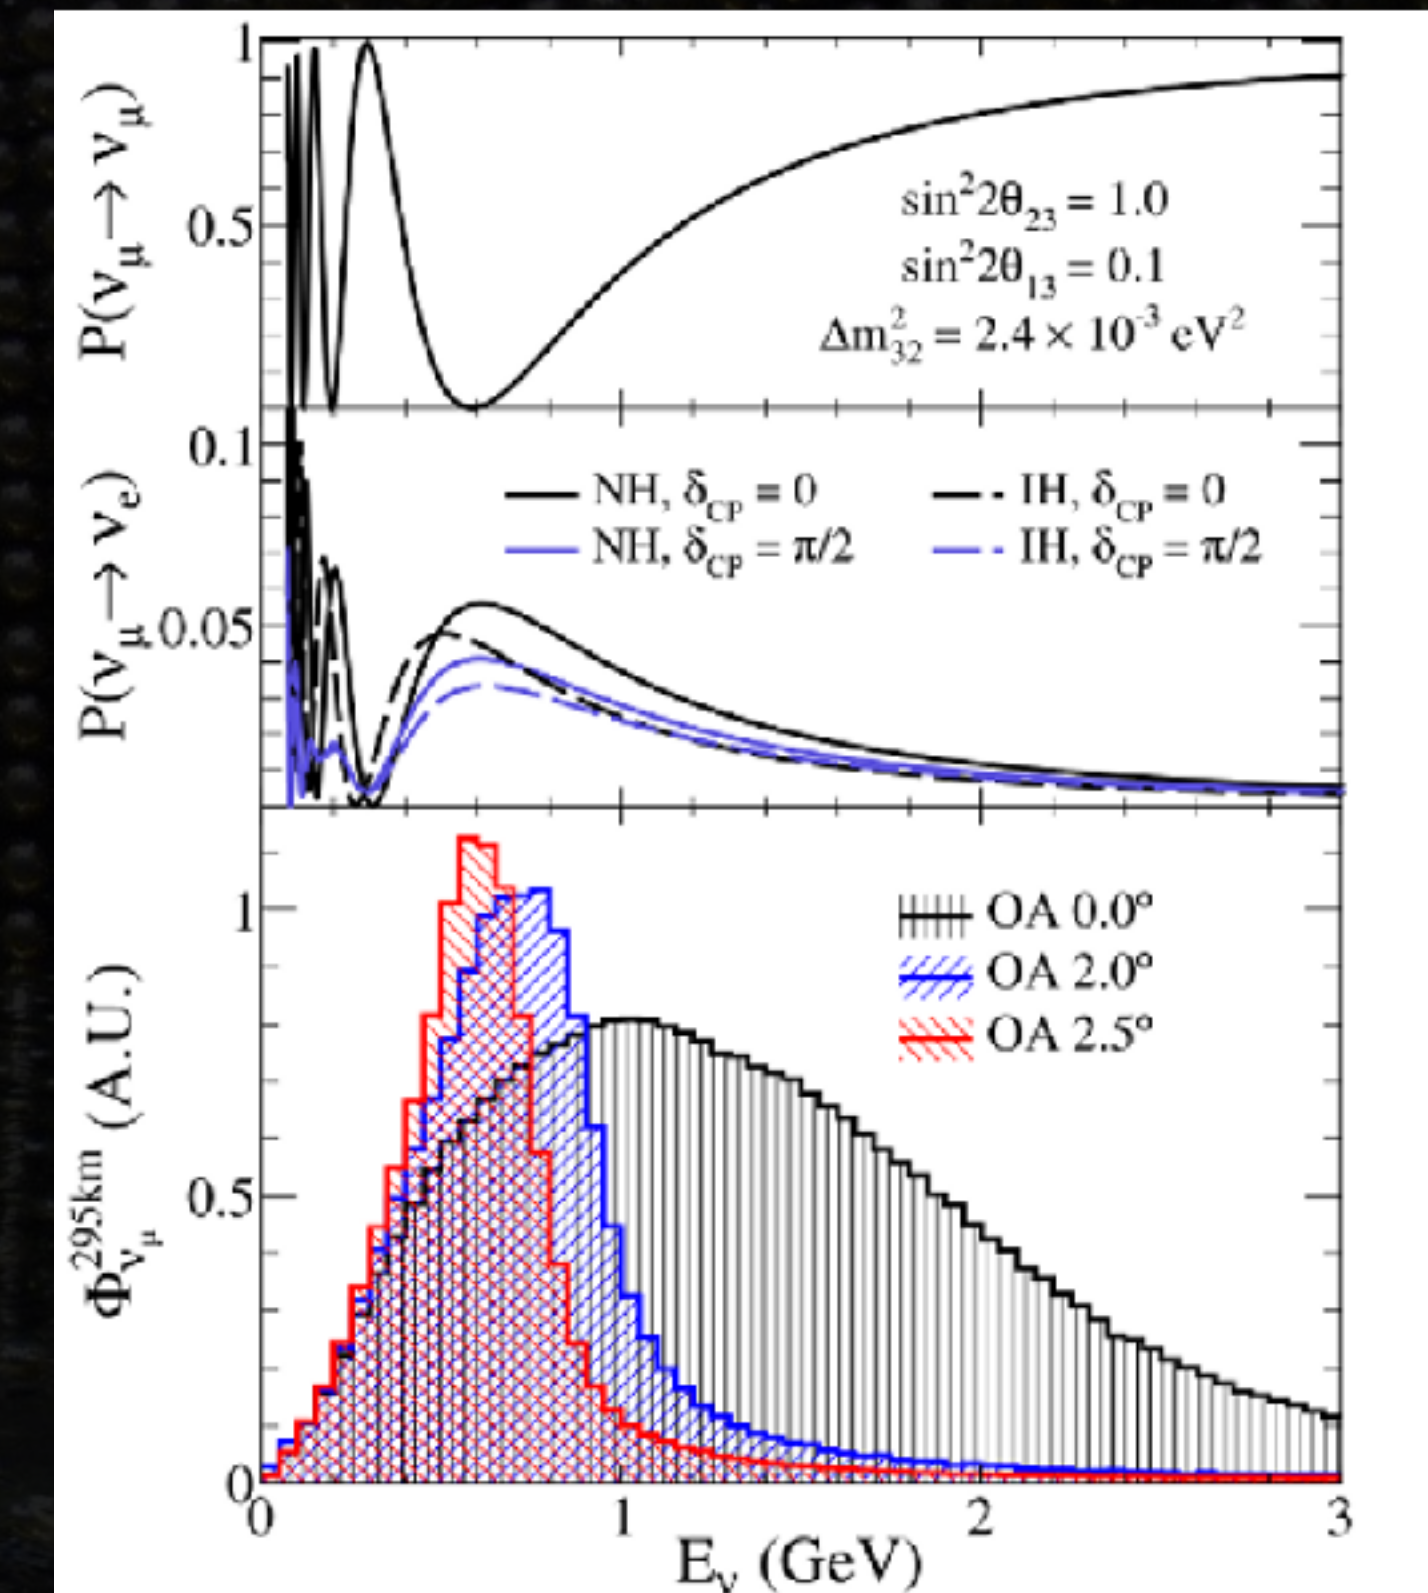 P(νμ→νμ)
1
0.5
sin²2θ₂₃ = 1.0
sin²2θ₁₃ = 0.1
Δm²₃₂ = 2.4 × 10⁻³ eV²
P(νμ→νe)
0.1
0.05
NH, δCP = 0
IH, δCP = 0
NH, δCP = π/2
IH, δCP = π/2
Φνμ^295km (A.U.)
1
0.5
0
OA 0.0°
OA 2.0°
OA 2.5°
0 1 2 3
Eν (GeV)